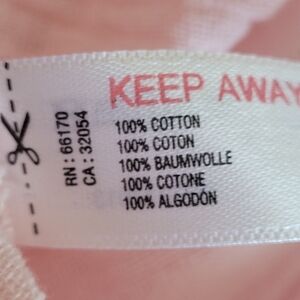 KEEP AWAY
100% COTTON
100% COTON
100% BAUMWOLLE
100% COTONE
100% ALGODÓN
RN : 66170
CA : 32054